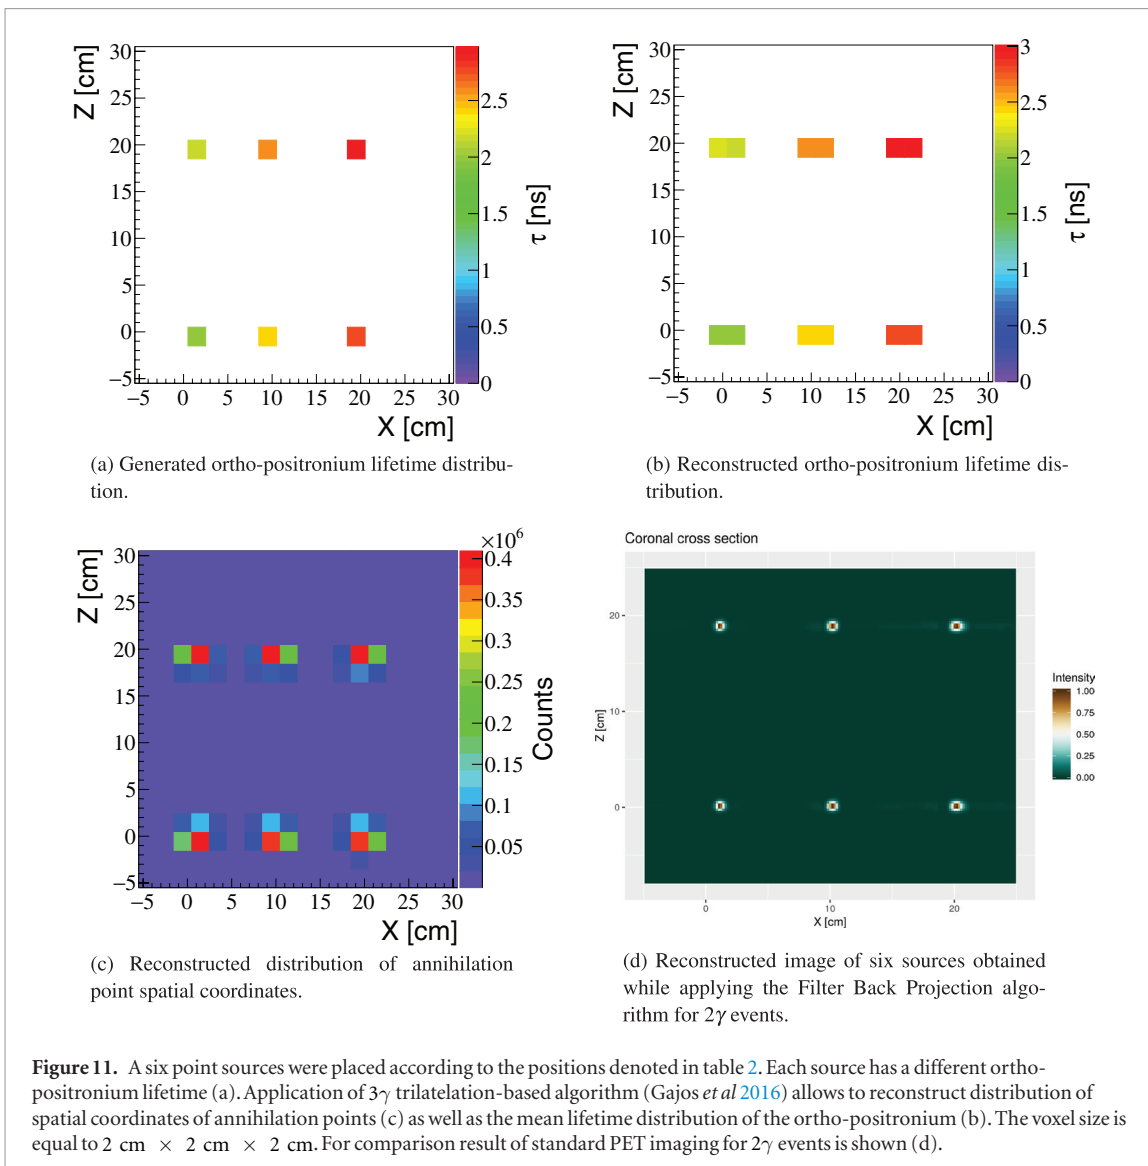 Z [cm]
30
25
20
15
10
5
0
−5
−5 0 5 10 15 20 25 30
X [cm]
2.5
2
1.5
1
0.5
0
τ [ns]
(a) Generated ortho-positronium lifetime distribu-
tion.
Z [cm]
30
25
20
15
10
5
0
−5
−5 0 5 10 15 20 25 30
X [cm]
3
2.5
2
1.5
1
0.5
0
τ [ns]
(b) Reconstructed ortho-positronium lifetime dis-
tribution.
Z [cm]
30
25
20
15
10
5
0
−5
−5 0 5 10 15 20 25 30
X [cm]
×10⁶
0.4
0.35
0.3
0.25
0.2
0.15
0.1
0.05
Counts
(c) Reconstructed distribution of annihilation
point spatial coordinates.
Coronal cross section
Z [cm]
20
10
0
0 10 20
X [cm]
Intensity
1.00
0.75
0.50
0.25
0.00
(d) Reconstructed image of six sources obtained
while applying the Filter Back Projection algo-
rithm for 2γ events.
Figure 11. A six point sources were placed according to the positions denoted in table 2. Each source has a different ortho-
positronium lifetime (a). Application of 3γ trilatelation-based algorithm (Gajos et al 2016) allows to reconstruct distribution of
spatial coordinates of annihilation points (c) as well as the mean lifetime distribution of the ortho-positronium (b). The voxel size is
equal to 2 cm × 2 cm × 2 cm. For comparison result of standard PET imaging for 2γ events is shown (d).